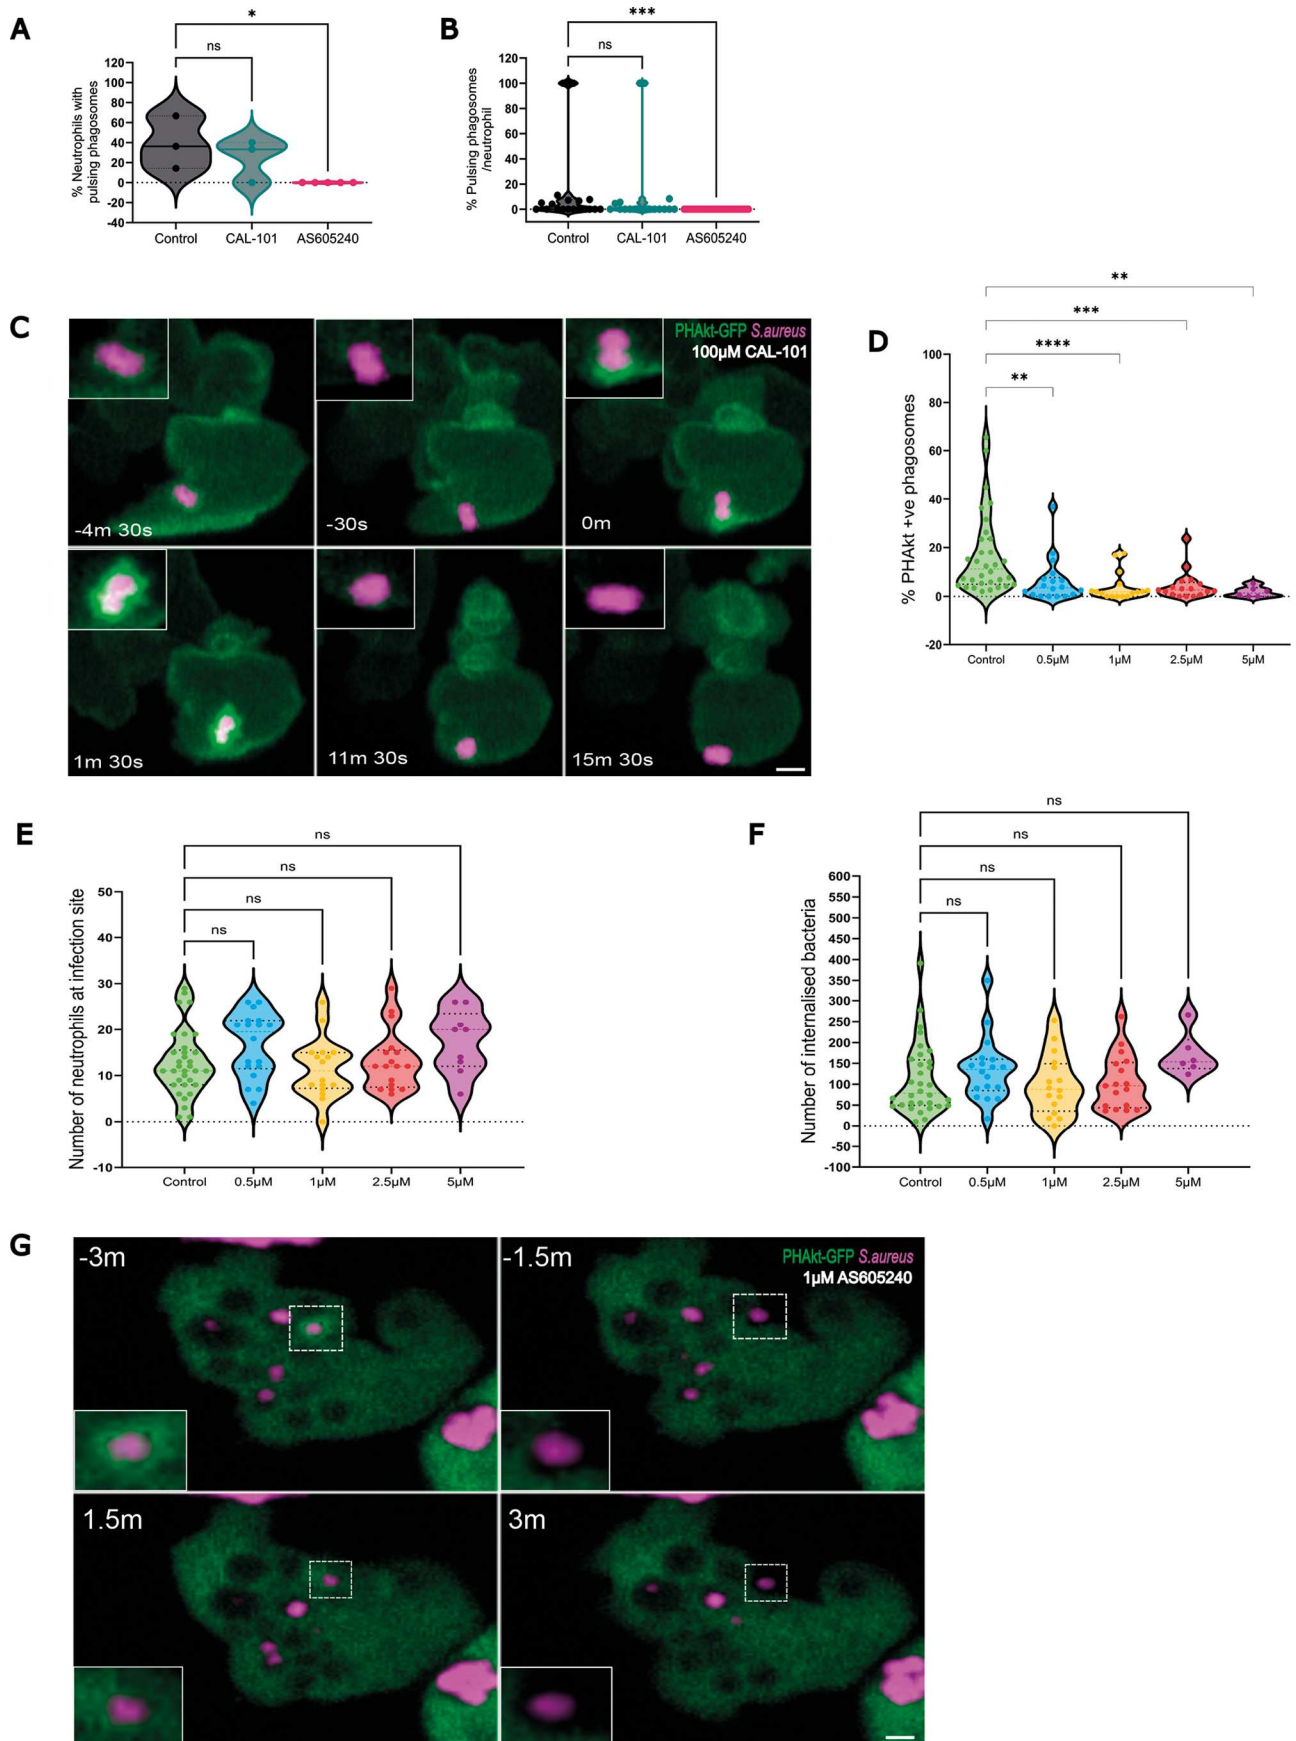 A
*
ns
% Neutrophils with
pulsing phagosomes
120
100
80
60
40
20
0
-20
-40
Control
CAL-101
AS605240
B
***
ns
% Pulsing phagosomes
/neutrophil
120
100
80
60
40
20
0
Control
CAL-101
AS605240
C
PHAkt-GFP S.aureus
100µM CAL-101
-4m 30s
-30s
0m
1m 30s
11m 30s
15m 30s
D
**
***
****
**
% PHAkt +ve phagosomes
100
80
60
40
20
0
-20
Control
0.5µM
1µM
2.5µM
5µM
E
ns
ns
ns
ns
Number of neutrophils at infection site
50
40
30
20
10
0
-10
Control
0.5µM
1µM
2.5µM
5µM
F
ns
ns
ns
ns
Number of internalised bacteria
600
550
500
450
400
350
300
250
200
150
100
50
0
-50
-100
Control
0.5µM
1µM
2.5µM
5µM
G
PHAkt-GFP S.aureus
1µM AS605240
-3m
-1.5m
1.5m
3m